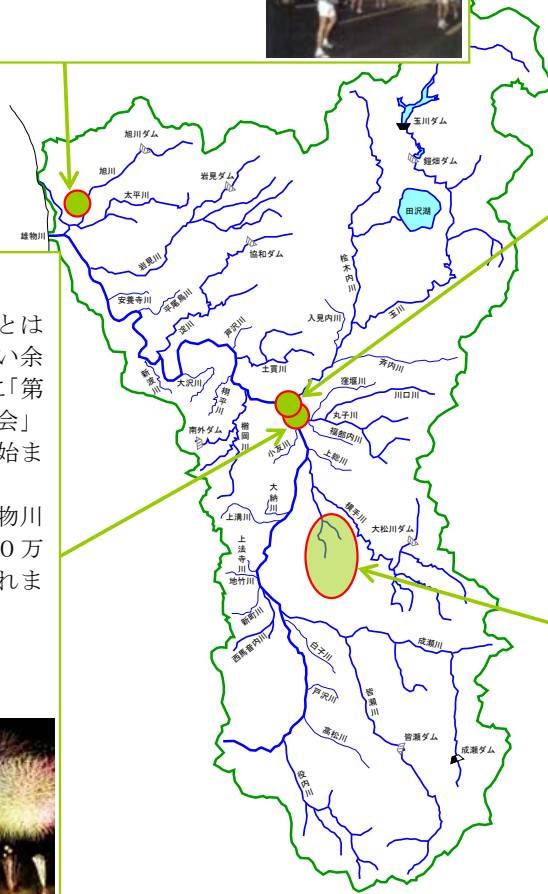 玉川ダム
旭川ダム
鎧畑ダム
旭川
岩見ダム
太平川
田沢湖
雄物川
協和ダム
岩見川
桧木内川
安養寺川
平尾鳥川
玉川
淀川
芦沢川
入見内川
とは
い余
に「第
会」
始ま
物川
０万
れま
土買川
斉内川
新波川
大沢川
窪堀川
川口川
栩平川
丸子川
福部内川
南外ダム
楢岡川
小友川
上総川
大納川
横手川
大松川ダム
上溝川
上法寺川
地竹川
新町川
西馬音内川
白子川
成瀬川
戸沢川
皆瀬川
高松川
皆瀬ダム
成瀬ダム
役内川